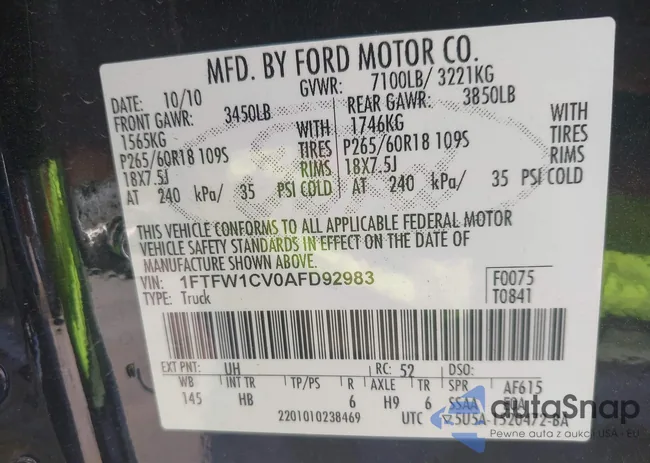 MFD. BY FORD MOTOR CO.
DATE: 10/10 GVWR: 7100LB/ 3221KG
FRONT GAWR: 3450LB REAR GAWR: 3850LB
1565KG WITH 1746KG WITH
P265/60R18 109S TIRES P265/60R18 109S TIRES
18X7.5J RIMS 18X7.5J RIMS
AT 240 kPa/ 35 PSI COLD AT 240 kPa/ 35 PSI COLD
THIS VEHICLE CONFORMS TO ALL APPLICABLE FEDERAL MOTOR
VEHICLE SAFETY STANDARDS IN EFFECT ON THE DATE OF
MANUFACTURE SHOWN ABOVE.
VIN: 1FTFW1CV0AFD92983 F0075
TYPE: Truck T0841
EXT PNT: UH RC: 52 DSO:
WB INT TR TP/PS R AXLE TR SPR AF615
145 HB 6 H9 6 SSAA
2201010238469 UTC
autaSnap
Pewne auta z aukcji USA - EU